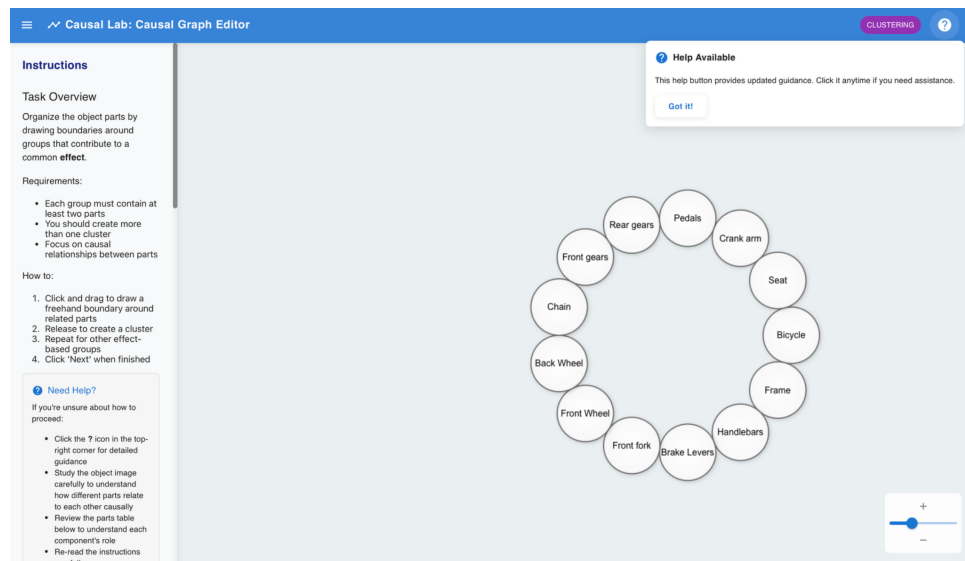 Causal Lab: Causal Graph Editor
CLUSTERING
?
? Help Available
This help button provides updated guidance. Click it anytime if you need assistance.
Got it!
Instructions
Task Overview
Organize the object parts by
drawing boundaries around
groups that contribute to a
common effect.
Requirements:
• Each group must contain at
least two parts
• You should create more
than one cluster
• Focus on causal
relationships between parts
How to:
1. Click and drag to draw a
freehand boundary around
related parts
2. Release to create a cluster
3. Repeat for other effect-
based groups
4. Click 'Next' when finished
? Need Help?
If you're unsure about how to
proceed:
• Click the ? icon in the top-
right corner for detailed
guidance
• Study the object image
carefully to understand
how different parts relate
to each other causally
• Review the parts table
below to understand each
component's role
• Re-read the instructions
Pedals
Rear gears
Crank arm
Front gears
Seat
Chain
Bicycle
Back Wheel
Frame
Front Wheel
Handlebars
Front fork
Brake Levers
+
−